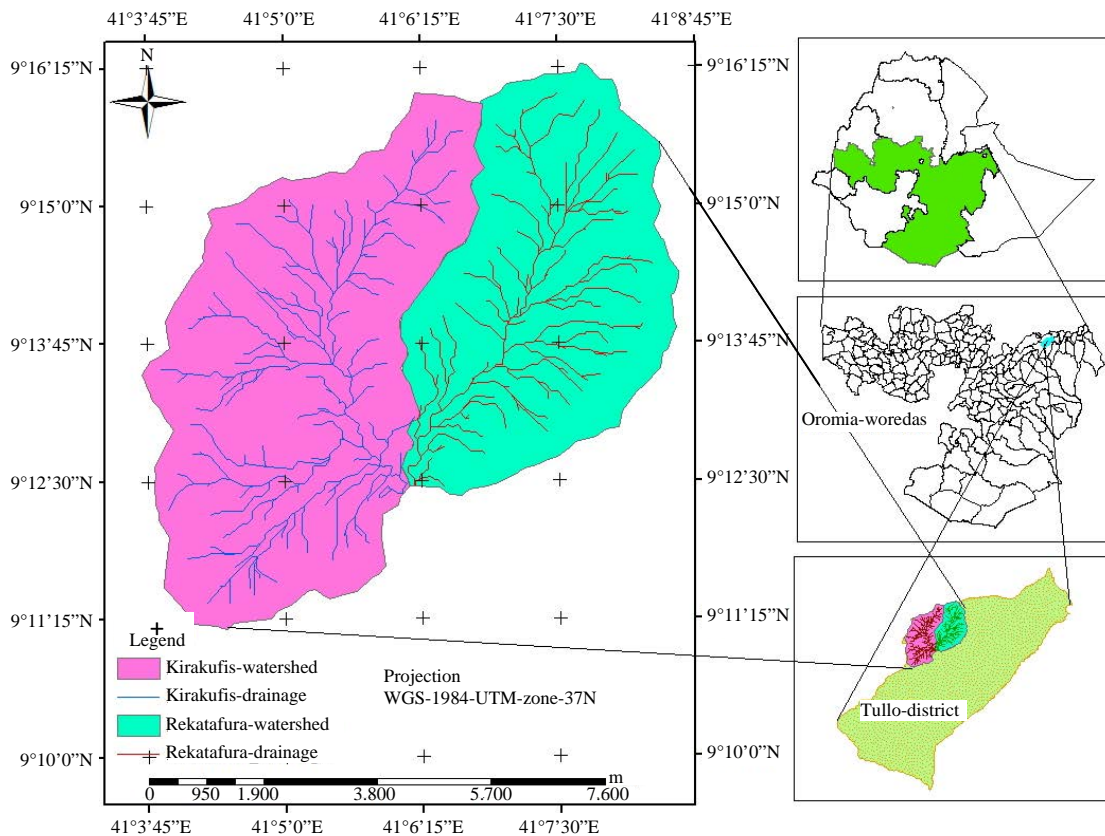 41°3'45”E 41°5'0”E 41°6'15”E 41°7'30”E 41°8'45”E
N
9°16'15”N 9°16'15”N
9°15'0”N 9°15'0”N
9°13'45”N 9°13'45”N
Oromia-woredas
9°12'30”N 9°12'30”N
9°11'15”N 9°11'15”N
Legend
Kirakufis-watershed
Kirakufis-drainage
Rekatafura-watershed
Rekatafura-drainage
Projection
WGS-1984-UTM-zone-37N
Tullo-district
9°10'0”N 9°10'0”N
m
0 950 1.900 3.800 5.700 7.600
41°3'45”E 41°5'0”E 41°6'15”E 41°7'30”E